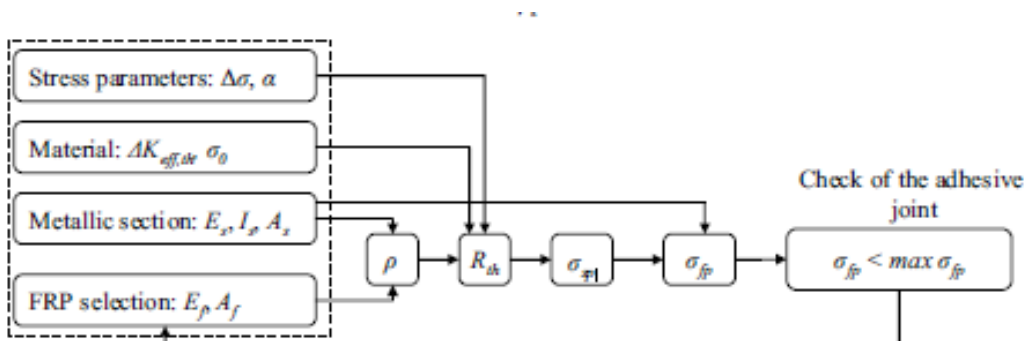 Stress parameters: Δσ, α
Material: ΔK_eff,th, σ_0
Metallic section: E_s, I_s, A_s
FRP selection: E_f, A_f
ρ
R_th
σ_sp
σ_fp
Check of the adhesive
joint
σ_fp < max σ_fp